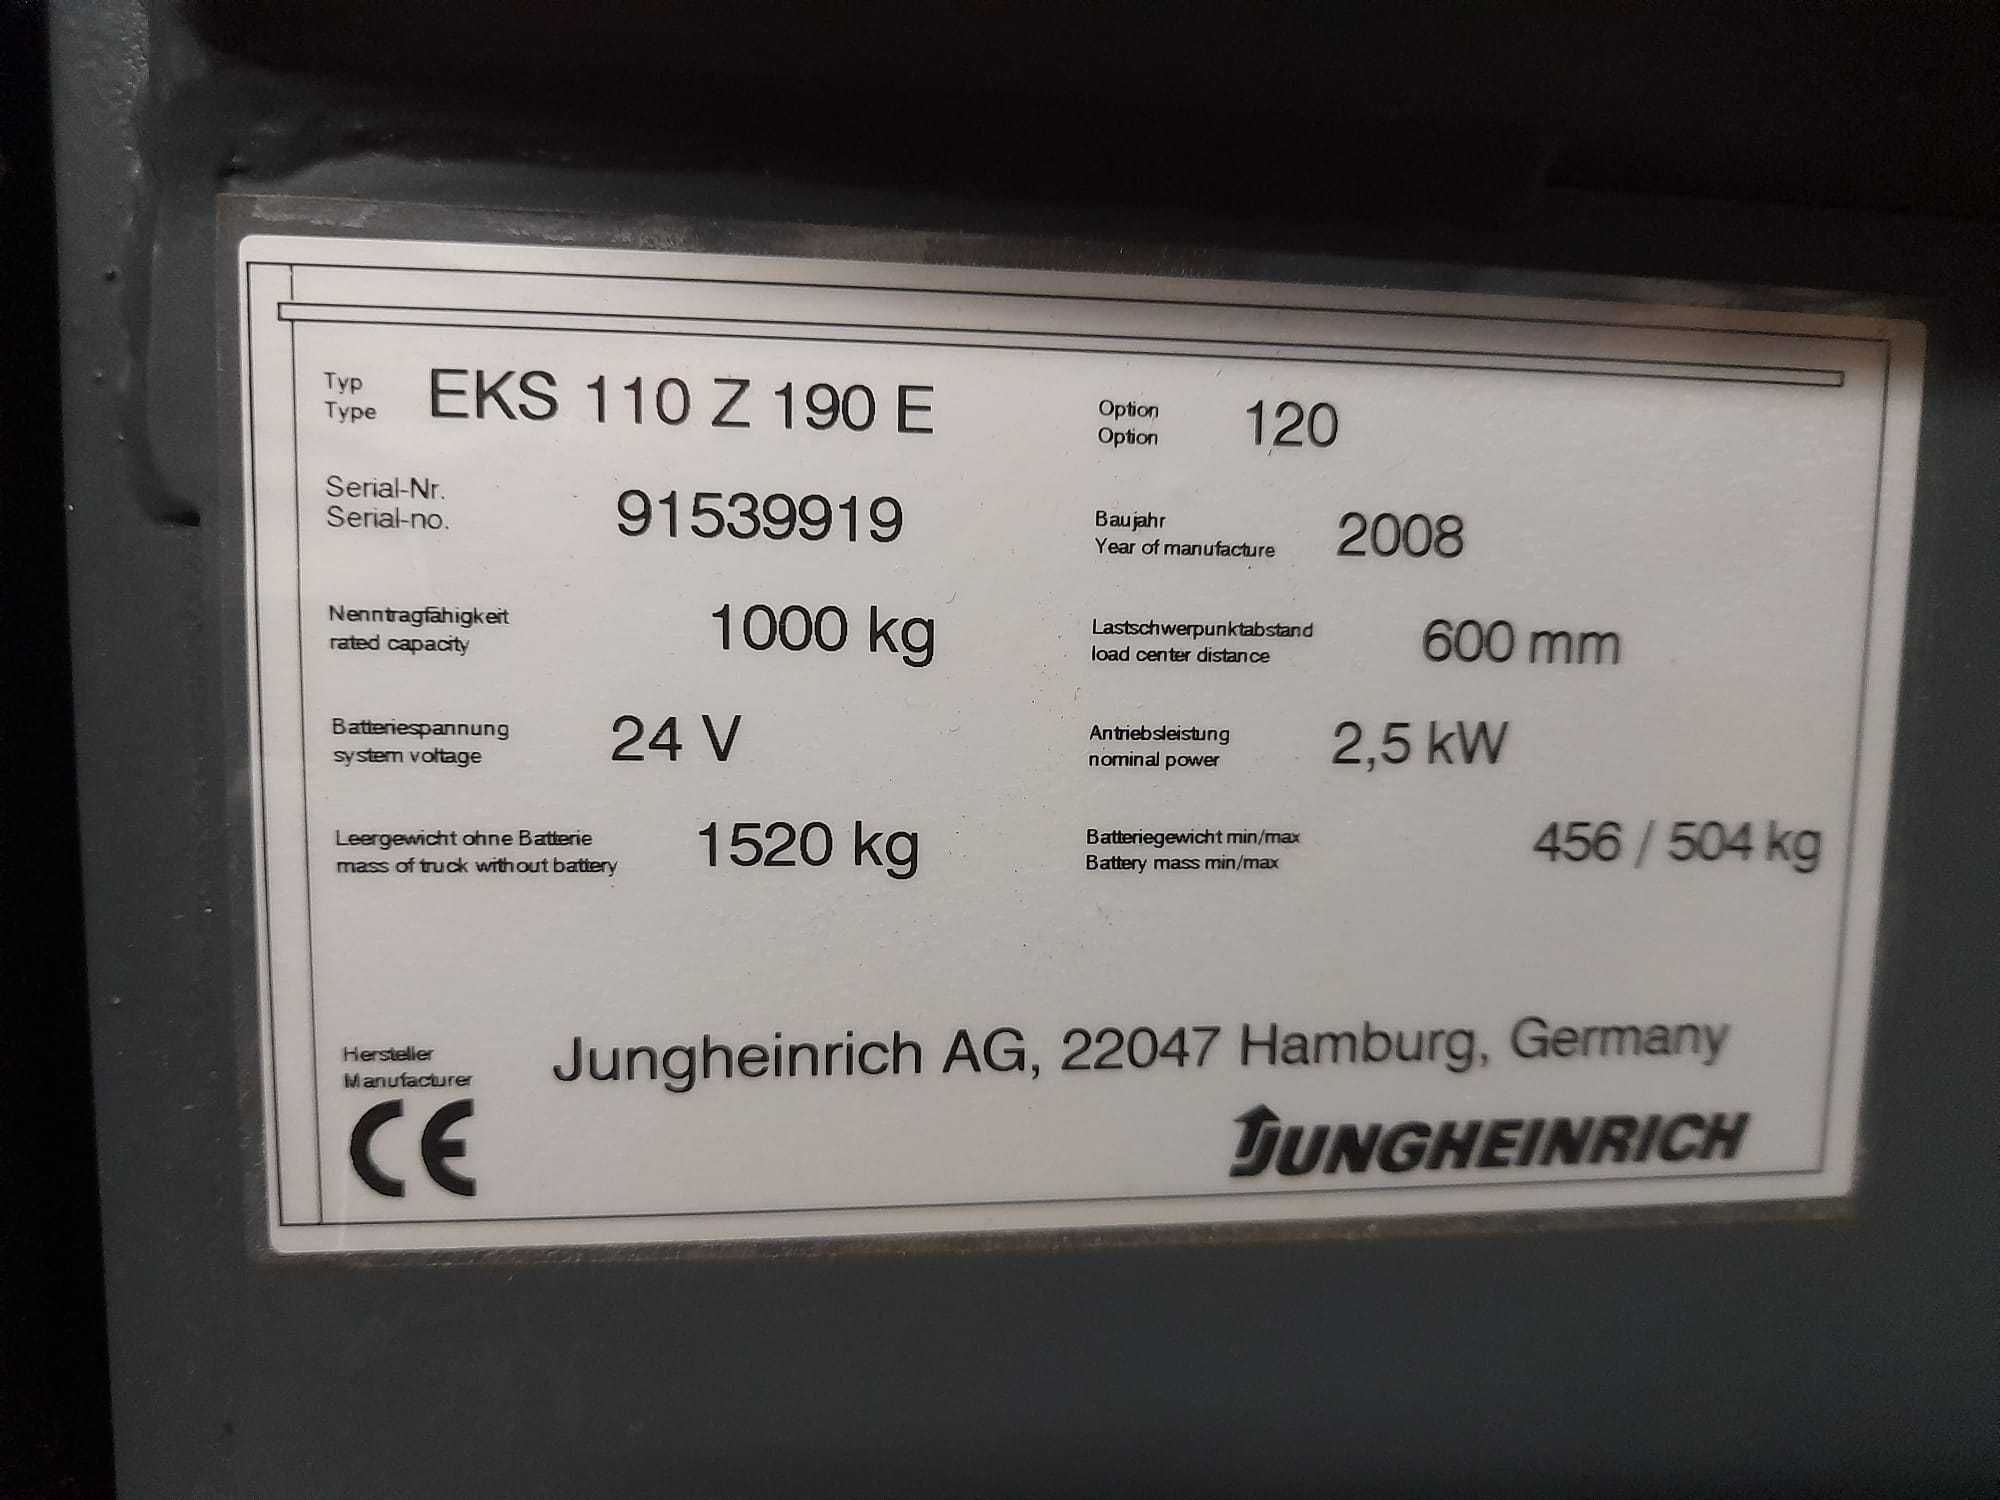 Typ
Type EKS 110 Z 190 E
Option
Option 120
Serial-Nr.
Serial-no. 91539919
Baujahr
Year of manufacture 2008
Nenntragfähigkeit
rated capacity 1000 kg
Lastschwerpunktabstand
load center distance 600 mm
Batteriespannung
system voltage 24 V
Antriebsleistung
nominal power 2,5 kW
Leergewicht ohne Batterie
mass of truck without battery 1520 kg
Batteriegewicht min/max
Battery mass min/max 456 / 504 kg
Hersteller
Manufacturer Jungheinrich AG, 22047 Hamburg, Germany
CE
JUNGHEINRICH